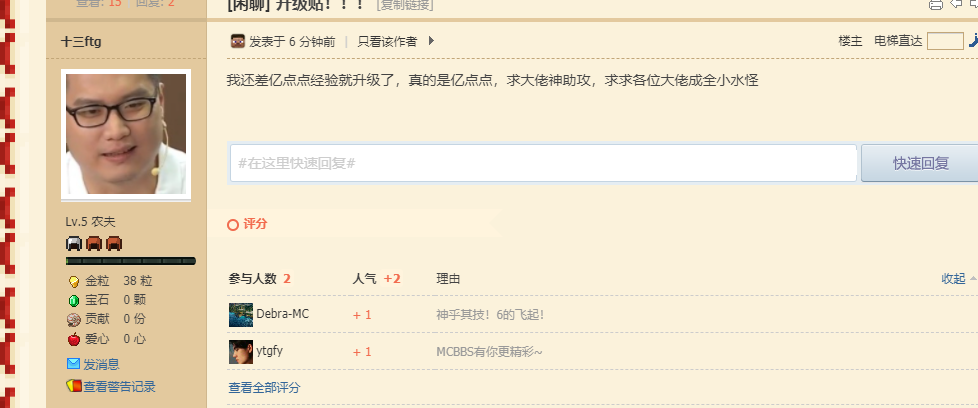 查看: 15 回复: 2
[闲聊] 升级贴！！！ [复制链接]
十三ftg
发表于 6 分钟前 | 只看该作者
楼主 电梯直达
我还差亿点点经验就升级了，真的是亿点点，求大佬神助攻，求求各位大佬成全小水怪
#在这里快速回复#
快速回复
Lv.5 农夫
金粒 38 粒
宝石 0 颗
贡献 0 份
爱心 0 心
发消息
查看警告记录
评分
参与人数 2 人气 +2 理由 收起
Debra-MC + 1 神乎其技！6的飞起！
ytgfy + 1 MCBBS有你更精彩~
查看全部评分